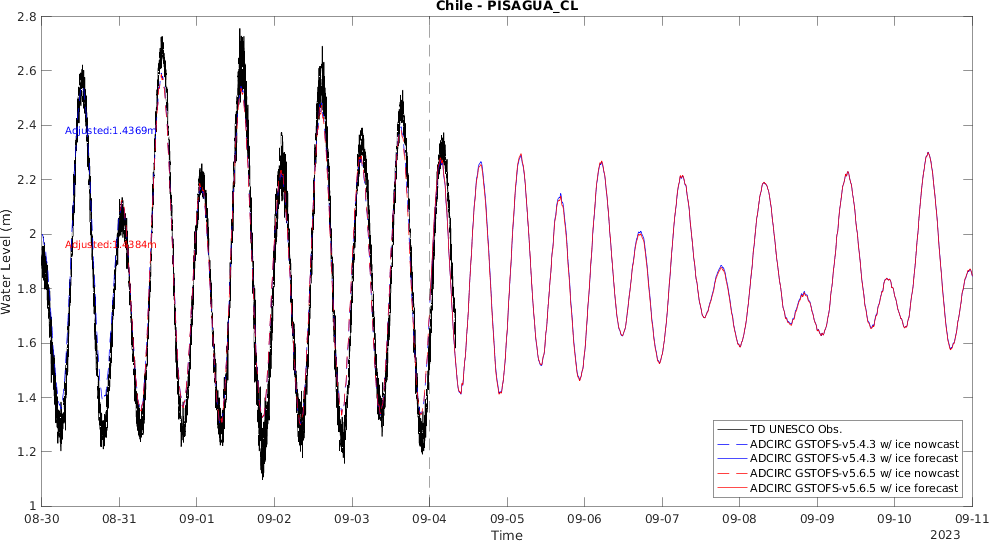 Chile - PISAGUA_CL
Water Level (m)
2.8
2.6
2.4
2.2
2
1.8
1.6
1.4
1.2
1
Adjusted:1.4369m
Adjusted:1.4384m
TD UNESCO Obs.
ADCIRC GSTOFS-v5.4.3 w/ ice nowcast
ADCIRC GSTOFS-v5.4.3 w/ ice forecast
ADCIRC GSTOFS-v5.6.5 w/ ice nowcast
ADCIRC GSTOFS-v5.6.5 w/ ice forecast
08-30 08-31 09-01 09-02 09-03 09-04 09-05 09-06 09-07 09-08 09-09 09-10 09-11
Time
2023